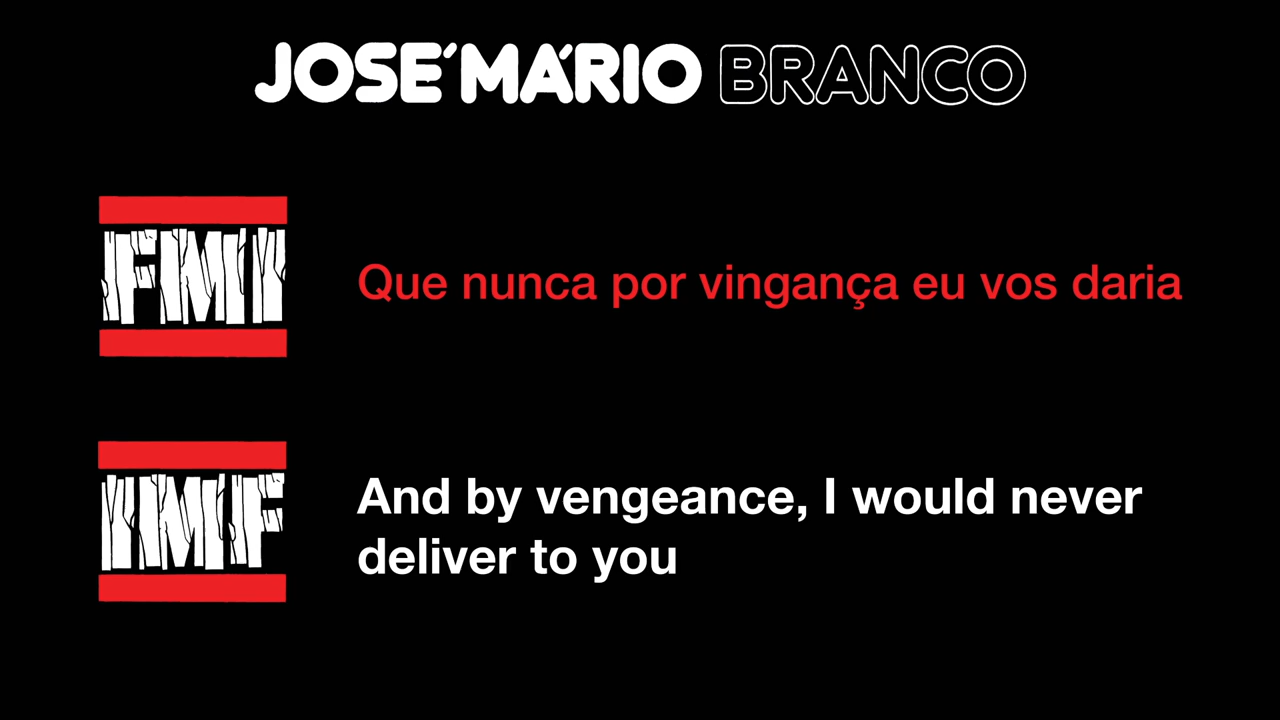 JOSÉ MÁRIO BRANCO
FMI
Que nunca por vingança eu vos daria
IMF
And by vengeance, I would never
deliver to you